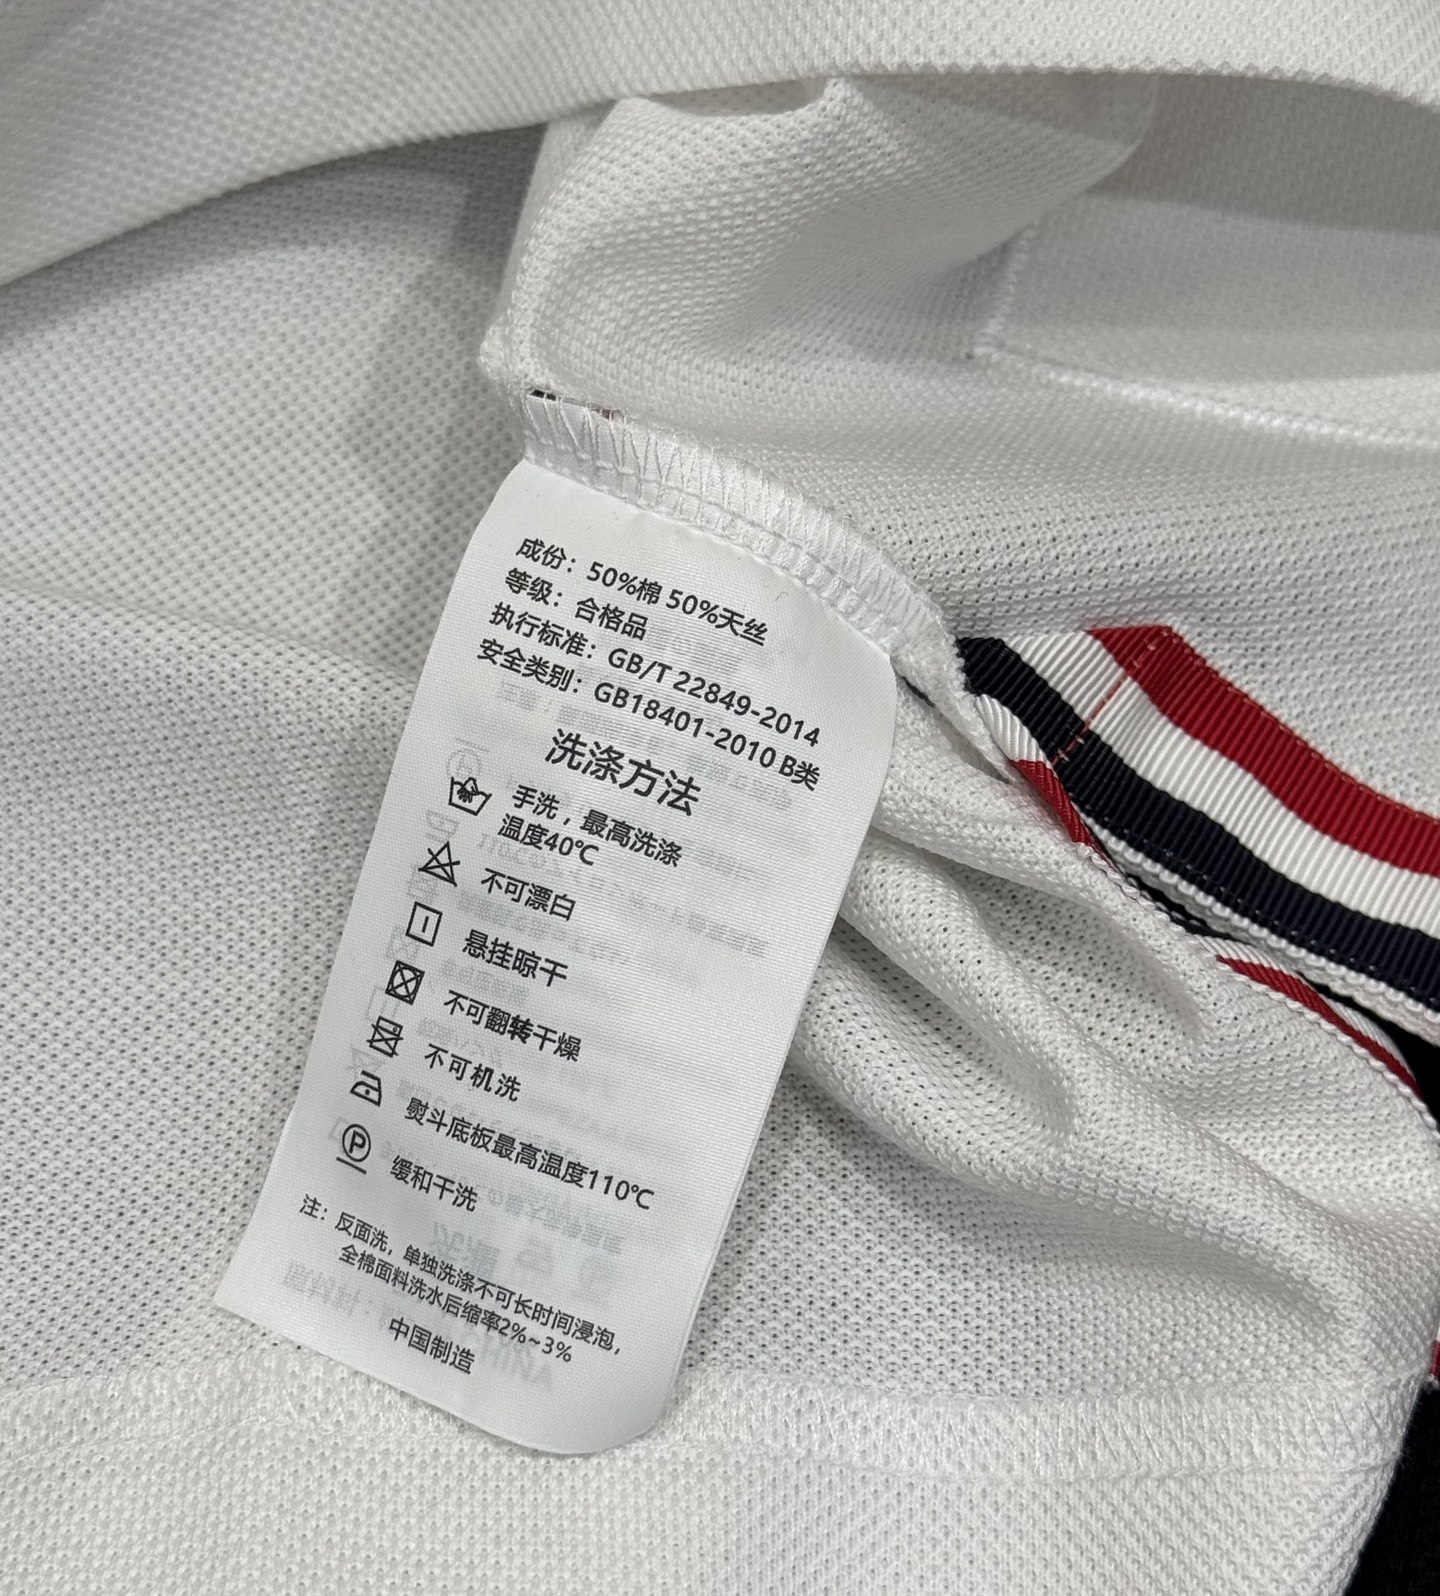 成份：50%棉 50%天丝
等级：合格品
执行标准：GB/T 22849-2014
安全类别：GB18401-2010 B类
洗涤方法
手洗，最高洗涤
温度40℃
不可漂白
悬挂晾干
不可翻转干燥
不可机洗
熨斗底板最高温度110℃
P
缓和干洗
注：反面洗，单独洗涤不可长时间浸泡，
全棉面料洗水后缩率2%~3%
中国制造